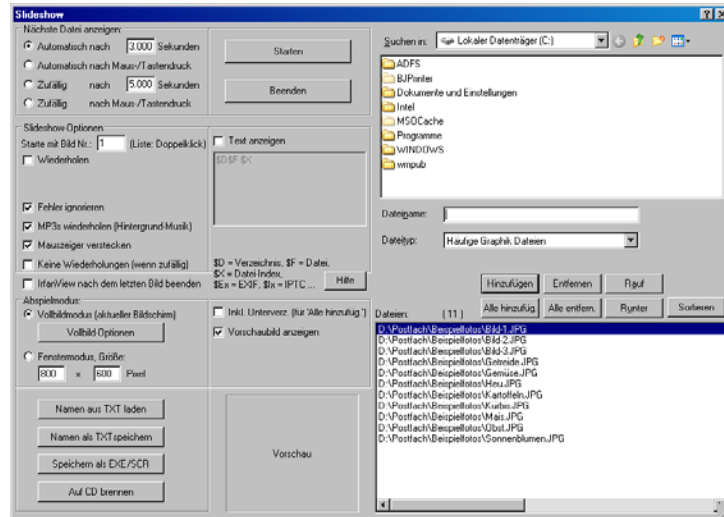 Slideshow
Nächste Datei anzeigen:
Automatisch nach 3.000 Sekunden
Automatisch nach Maus-/Tastendruck
Zufällig nach 5.000 Sekunden
Zufällig nach Maus-/Tastendruck
Starten
Beenden
Slideshow-Optionen
Starte mit Bild Nr.: 1 (Liste: Doppelklick)
Wiederholen
Fehler ignorieren
MP3s wiederholen (Hintergrund-Musik)
Mauszeiger verstecken
Keine Wiederholungen (wenn zufällig)
IrfanView nach dem letzten Bild beenden
Text anzeigen
$D$F $X
$D = Verzeichnis, $F = Datei,
$X = Datei-Index,
$Ex = EXIF, $Ix = IPTC ...
Hilfe
Abspielmodus:
Vollbildmodus (aktueller Bildschim)
Vollbild Optionen
Fenstermodus, Größe:
800 x 600 Pixel
Inkl. Unterverz. (für 'Alle hinzufüg.')
Vorschaubild anzeigen
Namen aus TXT laden
Namen als TXT speichern
Speichern als EXE/SCR
Auf CD brennen
Vorschau
Suchen in: Lokaler Datenträger (C:)
ADFS
BJPrinter
Dokumente und Einstellungen
Intel
MSOCache
Programme
WINDOWS
wmpub
Dateiname:
Dateityp: Häufige Graphik Dateien
Hinzufügen Entfernen Rauf
Alle hinzufüg. Alle entfern. Runter Sortieren
Dateien: ( 11 )
D:\Postfach\Beispielfotos\Bild-1.JPG
D:\Postfach\Beispielfotos\Bild-2.JPG
D:\Postfach\Beispielfotos\Bild-3.JPG
D:\Postfach\Beispielfotos\Getreide.JPG
D:\Postfach\Beispielfotos\Gemüse.JPG
D:\Postfach\Beispielfotos\Heu.JPG
D:\Postfach\Beispielfotos\Kartoffeln.JPG
D:\Postfach\Beispielfotos\Kürbis.JPG
D:\Postfach\Beispielfotos\Mais.JPG
D:\Postfach\Beispielfotos\Obst.JPG
D:\Postfach\Beispielfotos\Sonnenblumen.JPG